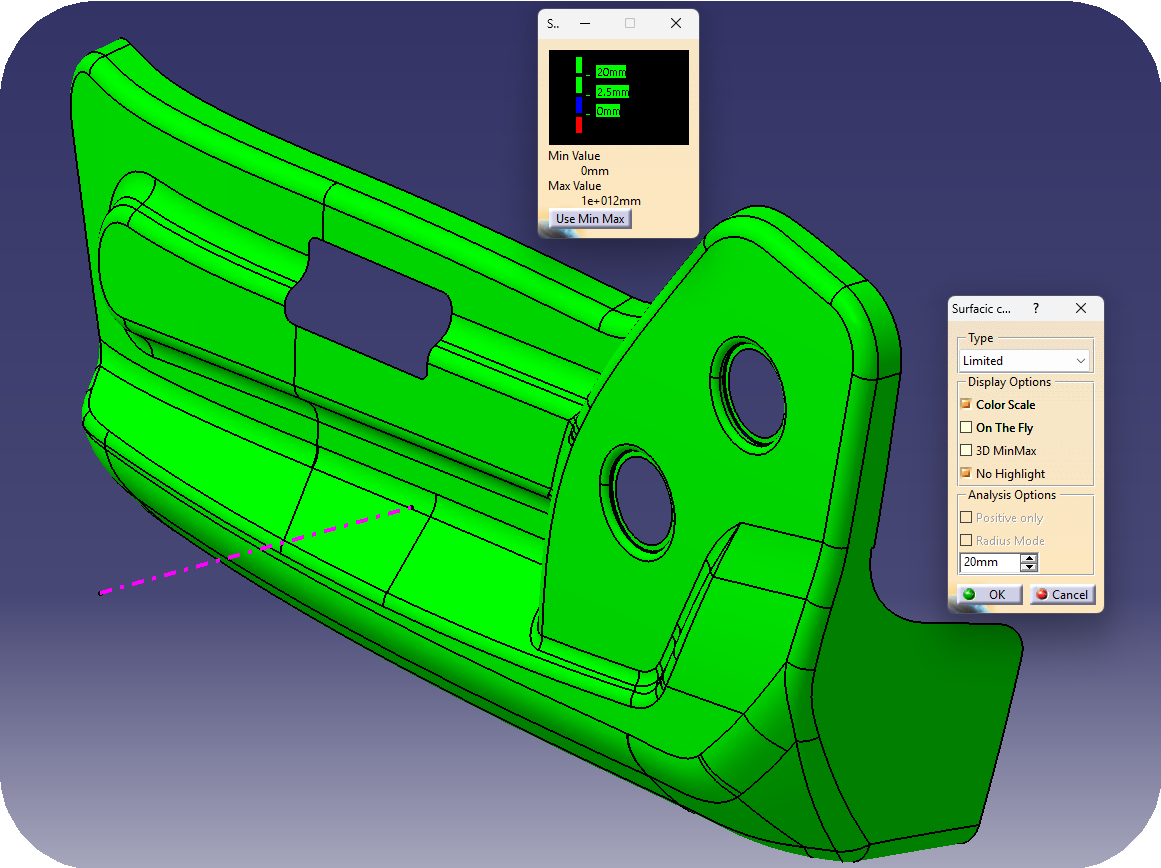 S..
20mm
2.5mm
0mm
Min Value
0mm
Max Value
1e+012mm
Use Min Max
Surfacic c... ?
Type
Limited
Display Options
Color Scale
On The Fly
3D MinMax
No Highlight
Analysis Options
Positive only
Radius Mode
20mm
OK Cancel